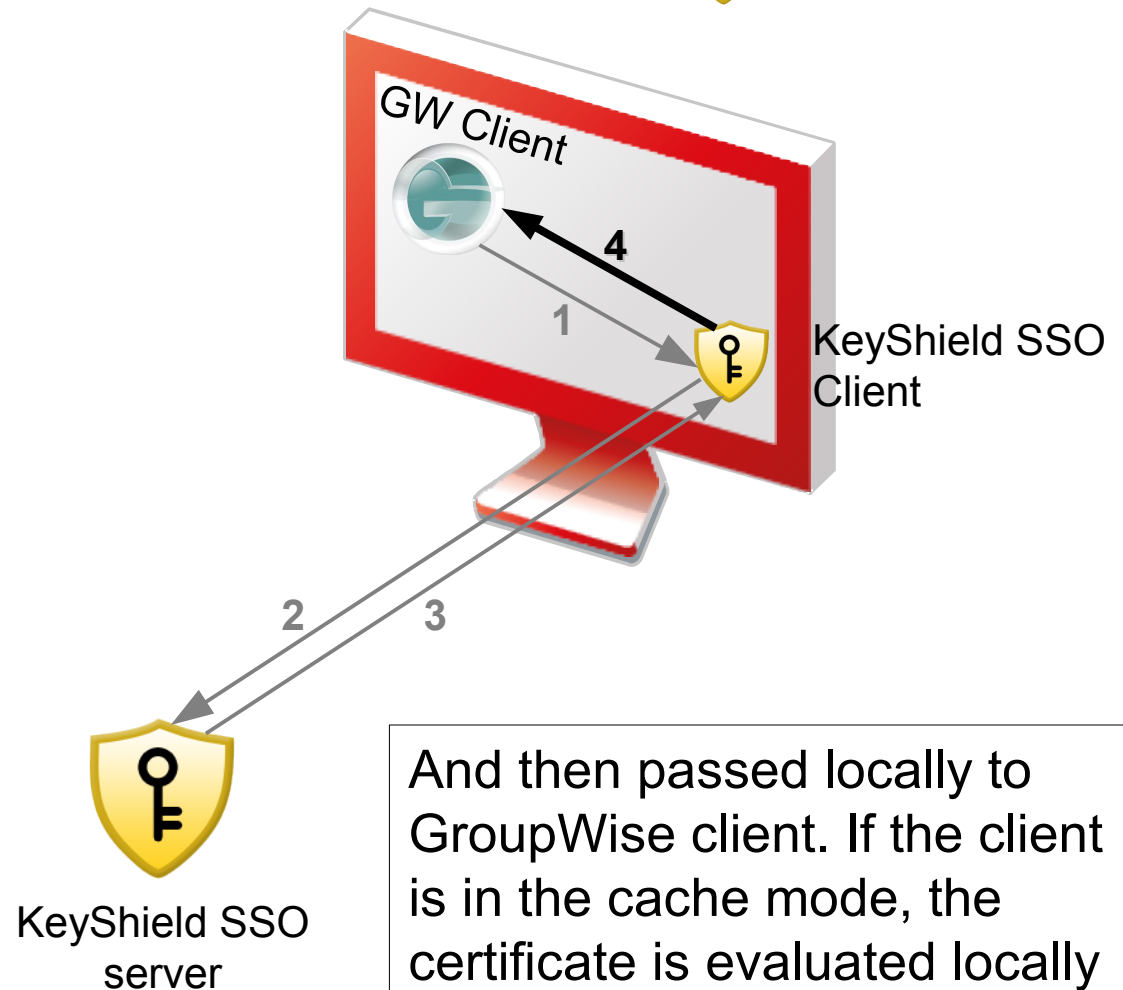 GW Client
4
1
KeyShield SSO
Client
2
3
KeyShield SSO
server
And then passed locally to
GroupWise client. If the client
is in the cache mode, the
certificate is evaluated locally